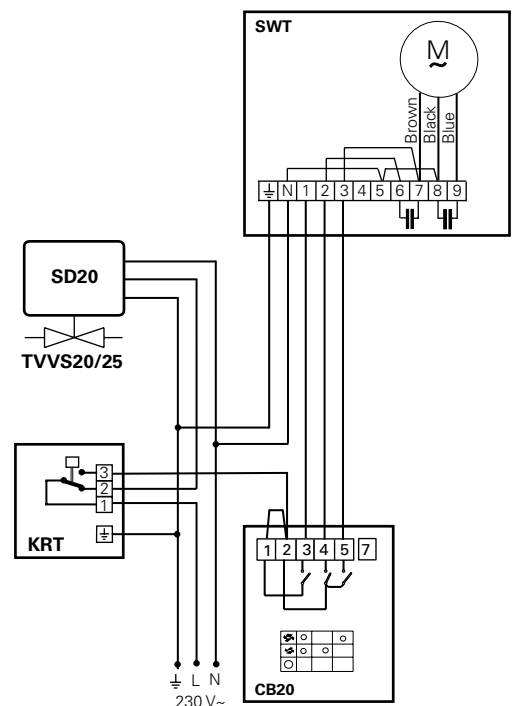 SWT
M
~
Brown
Black
Blue
N 1 2 3 4 5 6 7 8 9
SD20
TVVS20/25
3
2
1
KRT
1 2 3 4 5 7
L N
230 V~
CB20